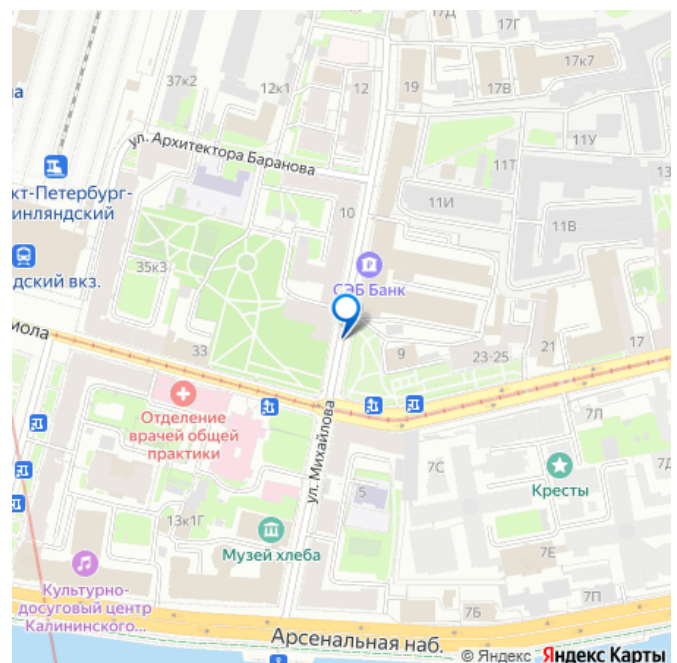 17Д
17Г
37к2
12к1
12
19
17В
17к7
а
ул. Архитектора Баранова
11Т
11У
13
кт-Петербург-
инляндский
10
11И
11В
35к3
дский вкз.
СЭБ Банк
мола
33
9
23-25
21
17
Отделение
врачей общей
практики
ул. Михайлова
7С
7Л
7Д
5
Кресты
13к1Г
Музей хлеба
7Е
Культурно-
досуговый центр
Калининского...
7Б
7П
Арсенальная наб.
© Яндекс Яндекс Карты